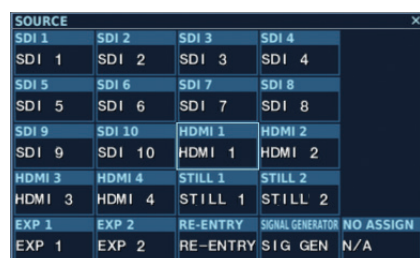 SOURCE ×
SDI 1 SDI 2 SDI 3 SDI 4
SDI 1 SDI 2 SDI 3 SDI 4
SDI 5 SDI 6 SDI 7 SDI 8
SDI 5 SDI 6 SDI 7 SDI 8
SDI 9 SDI 10 HDMI 1 HDMI 2
SDI 9 SDI 10 HDMI 1 HDMI 2
HDMI 3 HDMI 4 STILL 1 STILL 2
HDMI 3 HDMI 4 STILL 1 STILL 2
EXP 1 EXP 2 RE-ENTRY SIGNAL GENERATOR NO ASSIGN
EXP 1 EXP 2 RE-ENTRY SIG GEN N/A